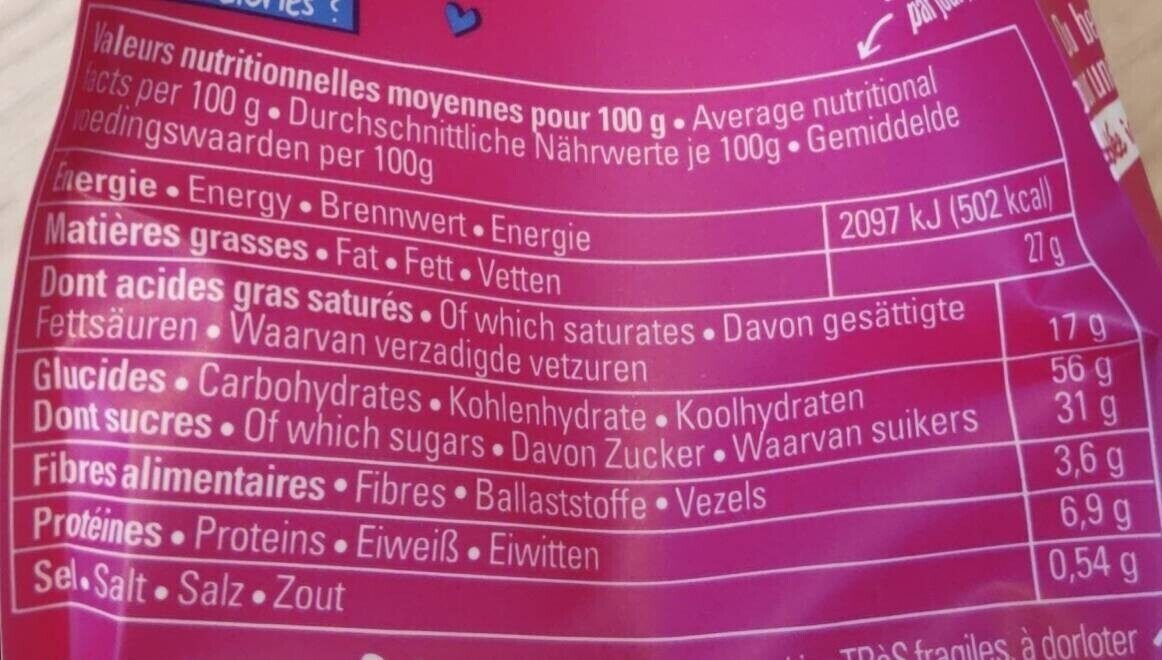 par
Valeurs nutritionnelles moyennes pour 100 g • Average nutritional
facts per 100 g • Durchschnittliche Nährwerte je 100g • Gemiddelde
voedingswaarden per 100g
Energie • Energy • Brennwert • Energie 2097 kJ (502 kcal)
Matières grasses • Fat • Fett • Vetten 27 g
Dont acides gras saturés • Of which saturates • Davon gesättigte
Fettsäuren • Waarvan verzadigde vetzuren 17 g
Glucides • Carbohydrates • Kohlenhydrate • Koolhydraten 56 g
Dont sucres • Of which sugars • Davon Zucker • Waarvan suikers 31 g
Fibres alimentaires • Fibres • Ballaststoffe • Vezels 3,6 g
Protéines • Proteins • Eiweiß • Eiwitten 6,9 g
Sel • Salt • Salz • Zout 0,54 g
TRèS fragiles, à dorloter